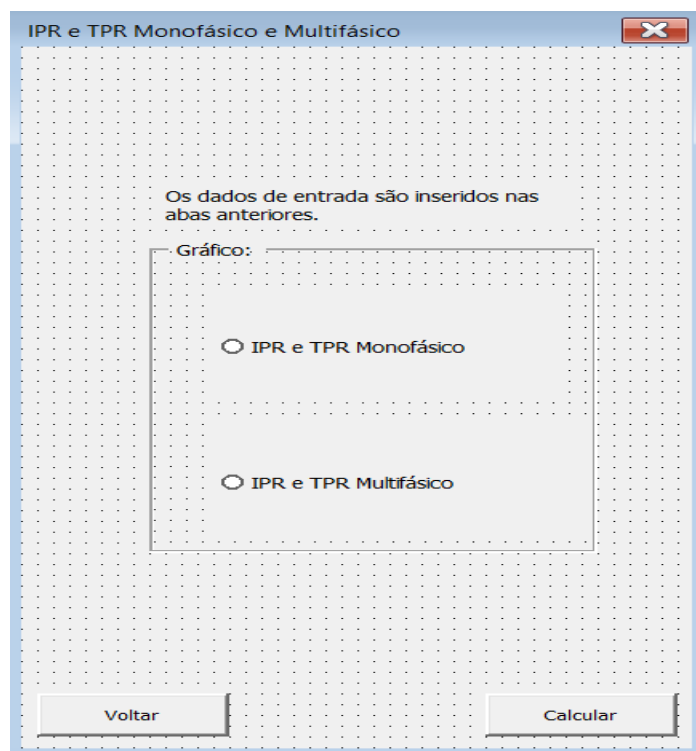 IPR e TPR Monofásico e Multifásico
Os dados de entrada são inseridos nas
abas anteriores.
Gráfico:
IPR e TPR Monofásico
IPR e TPR Multifásico
Voltar
Calcular